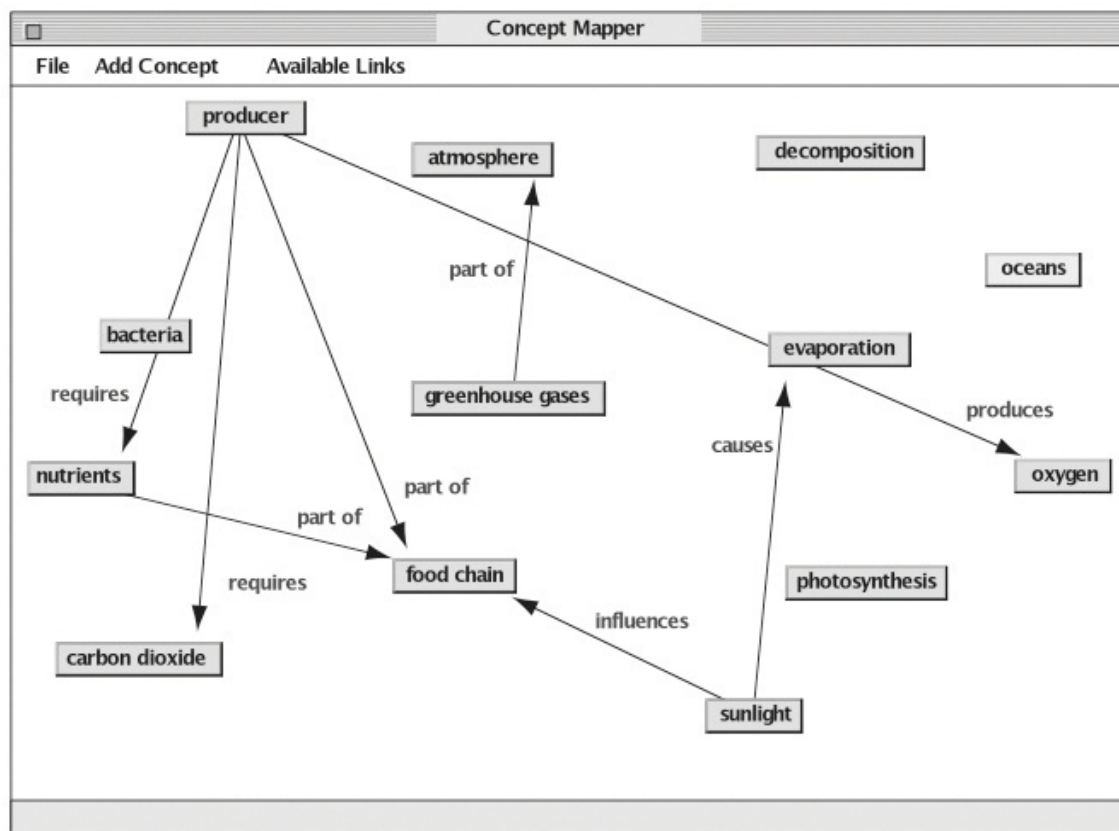 Concept Mapper
File Add Concept Available Links
producer
atmosphere
decomposition
part of
oceans
bacteria
evaporation
requires
greenhouse gases
produces
causes
nutrients
part of
oxygen
part of
food chain
requires
photosynthesis
influences
carbon dioxide
sunlight